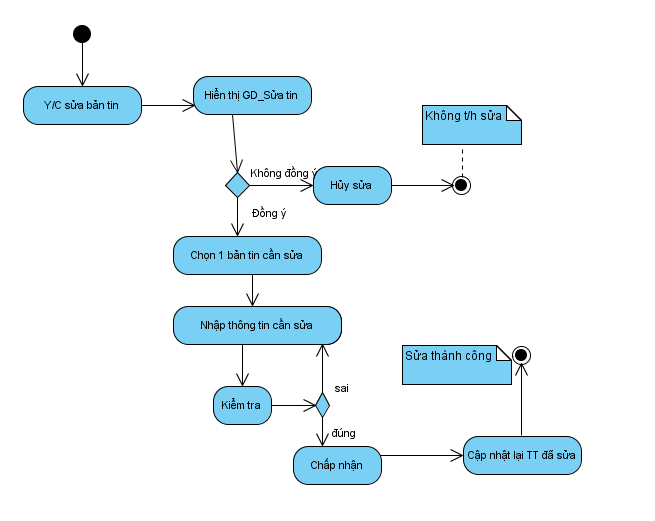 Y/C sửa bản tin
Hiển thị GD_Sửa tin
Không t/h sửa
Không đồng ý
Hủy sửa
Đồng ý
Chọn 1 bản tin cần sửa
Nhập thông tin cần sửa
Sửa thành công
sai
Kiểm tra
đúng
Chấp nhận
Cập nhật lại TT đã sửa